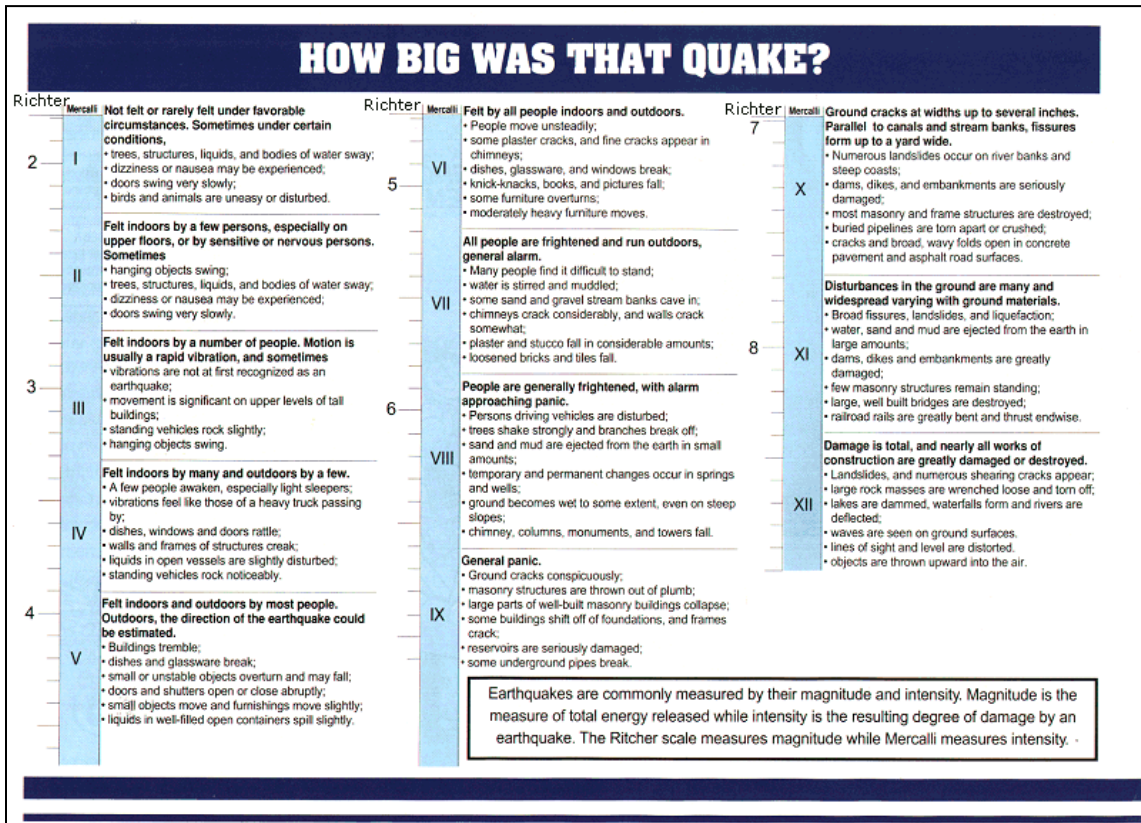 HOW BIG WAS THAT QUAKE?
Richter
Mercalli
2
3
4
I
Not felt or rarely felt under favorable
circumstances. Sometimes under certain
conditions,
• trees, structures, liquids, and bodies of water sway;
• dizziness or nausea may be experienced;
• doors swing very slowly;
• birds and animals are uneasy or disturbed.
II
Felt indoors by a few persons, especially on
upper floors, or by sensitive or nervous persons.
Sometimes
• hanging objects swing;
• trees, structures, liquids, and bodies of water sway;
• dizziness or nausea may be experienced;
• doors swing very slowly.
III
Felt indoors by a number of people. Motion is
usually a rapid vibration, and sometimes
• vibrations are not at first recognized as an
earthquake;
• movement is significant on upper levels of tall
buildings;
• standing vehicles rock slightly;
• hanging objects swing.
IV
Felt indoors by many and outdoors by a few.
• A few people awaken, especially light sleepers;
• vibrations feel like those of a heavy truck passing
by;
• dishes, windows and doors rattle;
• walls and frames of structures creak;
• liquids in open vessels are slightly disturbed;
• standing vehicles rock noticeably.
V
Felt indoors and outdoors by most people.
Outdoors, the direction of the earthquake could
be estimated.
• Buildings tremble;
• dishes and glassware break;
• small or unstable objects overturn and may fall;
• doors and shutters open or close abruptly;
• small objects move and furnishings move slightly;
• liquids in well-filled open containers spill slightly.
Richter
Mercalli
5
6
VI
Felt by all people indoors and outdoors.
• People move unsteadily;
• some plaster cracks, and fine cracks appear in
chimneys;
• dishes, glassware, and windows break;
• knick-knacks, books, and pictures fall;
• some furniture overturns;
• moderately heavy furniture moves.
VII
All people are frightened and run outdoors,
general alarm.
• Many people find it difficult to stand;
• water is stirred and muddled;
• some sand and gravel stream banks cave in;
• chimneys crack considerably, and walls crack
somewhat;
• plaster and stucco fall in considerable amounts;
• loosened bricks and tiles fall.
VIII
People are generally frightened, with alarm
approaching panic.
• Persons driving vehicles are disturbed;
• trees shake strongly and branches break off;
• sand and mud are ejected from the earth in small
amounts;
• temporary and permanent changes occur in springs
and wells;
• ground becomes wet to some extent, even on steep
slopes;
• chimney, columns, monuments, and towers fall.
IX
General panic.
• Ground cracks conspicuously;
• masonry structures are thrown out of plumb;
• large parts of well-built masonry buildings collapse;
• some buildings shift off of foundations, and frames
crack;
• reservoirs are seriously damaged;
• some underground pipes break.
Richter
Mercalli
7
8
X
Ground cracks at widths up to several inches.
Parallel to canals and stream banks, fissures
form up to a yard wide.
• Numerous landslides occur on river banks and
steep coasts;
• dams, dikes, and embankments are seriously
damaged;
• most masonry and frame structures are destroyed;
• buried pipelines are torn apart or crushed;
• cracks and broad, wavy folds open in concrete
pavement and asphalt road surfaces.
XI
Disturbances in the ground are many and
widespread varying with ground materials.
• Broad fissures, landslides, and liquefaction;
• water, sand and mud are ejected from the earth in
large amounts;
• dams, dikes and embankments are greatly
damaged;
• few masonry structures remain standing;
• large, well built bridges are destroyed;
• railroad rails are greatly bent and thrust endwise.
XII
Damage is total, and nearly all works of
construction are greatly damaged or destroyed.
• Landslides, and numerous shearing cracks appear;
• large rock masses are wrenched loose and torn off;
• lakes are dammed, waterfalls form and rivers are
deflected;
• waves are seen on ground surfaces.
• lines of sight and level are distorted.
• objects are thrown upward into the air.
Earthquakes are commonly measured by their magnitude and intensity. Magnitude is the
measure of total energy released while intensity is the resulting degree of damage by an
earthquake. The Ritcher scale measures magnitude while Mercalli measures intensity.